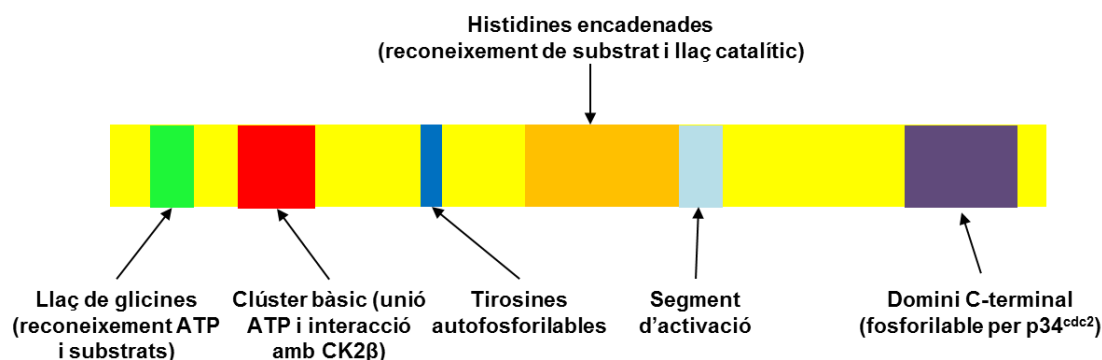 Histidines encadenades
(reconeixement de substrat i llaç catalític)
Llaç de glicines
(reconeixement ATP
i substrats)
Clúster bàsic (unió
ATP i interacció
amb CK2β)
Tirosines
autofosforilables
Segment
d’activació
Domini C-terminal
(fosforilable per p34cdc2)